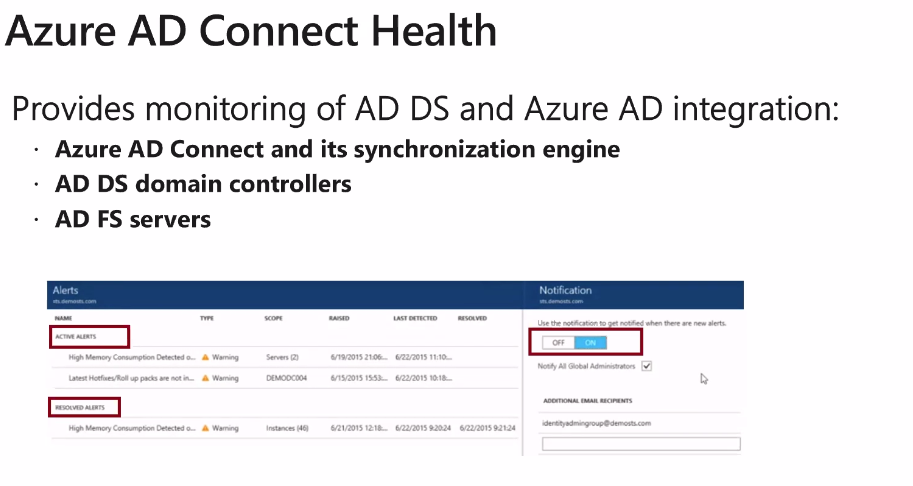 Azure AD Connect Health
Provides monitoring of AD DS and Azure AD integration:
· Azure AD Connect and its synchronization engine
· AD DS domain controllers
· AD FS servers
Alerts
sts.demosts.com
NAME TYPE SCOPE RAISED LAST DETECTED RESOLVED
ACTIVE ALERTS
High Memory Consumption Detected o... Warning Servers (2) 6/19/2015 21:06:... 6/22/2015 11:10:...
Latest Hotfixes/Roll up packs are not in... Warning DEMODC004 6/15/2015 15:53:... 6/22/2015 10:18:...
RESOLVED ALERTS
High Memory Consumption Detected o... Warning Instances (46) 6/21/2015 12:18:... 6/22/2015 9:20:24 6/22/2015 9:21:24
Notification
sts.demosts.com
Use the notification to get notified when there are new alerts.
OFF ON
Notify All Global Administrators
ADDITIONAL EMAIL RECIPIENTS
identityadmingroup@demosts.com